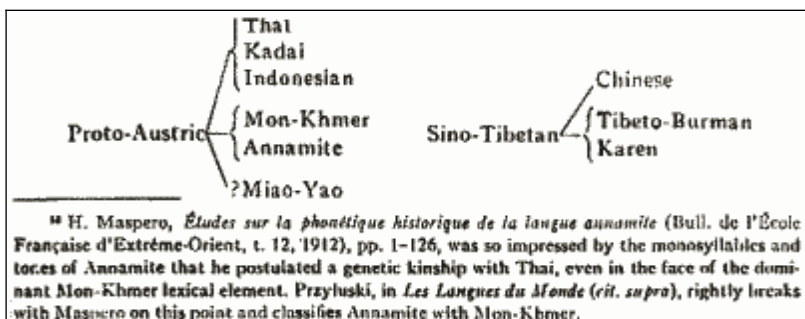 Thai
Kadai
Indonesian
Proto-Austric
Mon-Khmer
Annamite
?Miao-Yao
Sino-Tibetan
Chinese
Tibeto-Burman
Karen
H. Maspero, Études sur la phonétique historique de la langue annamite (Bull. de l'École
Française d'Extrême-Orient, t. 12, 1912), pp. 1-126, was so impressed by the monosyllables and
tones of Annamite that he postulated a genetic kinship with Thai, even in the face of the domi-
nant Mon-Khmer lexical element. Przyluski, in Les Langues du Monde (cit. supra), rightly breaks
with Maspero on this point and classifies Annamite with Mon-Khmer.